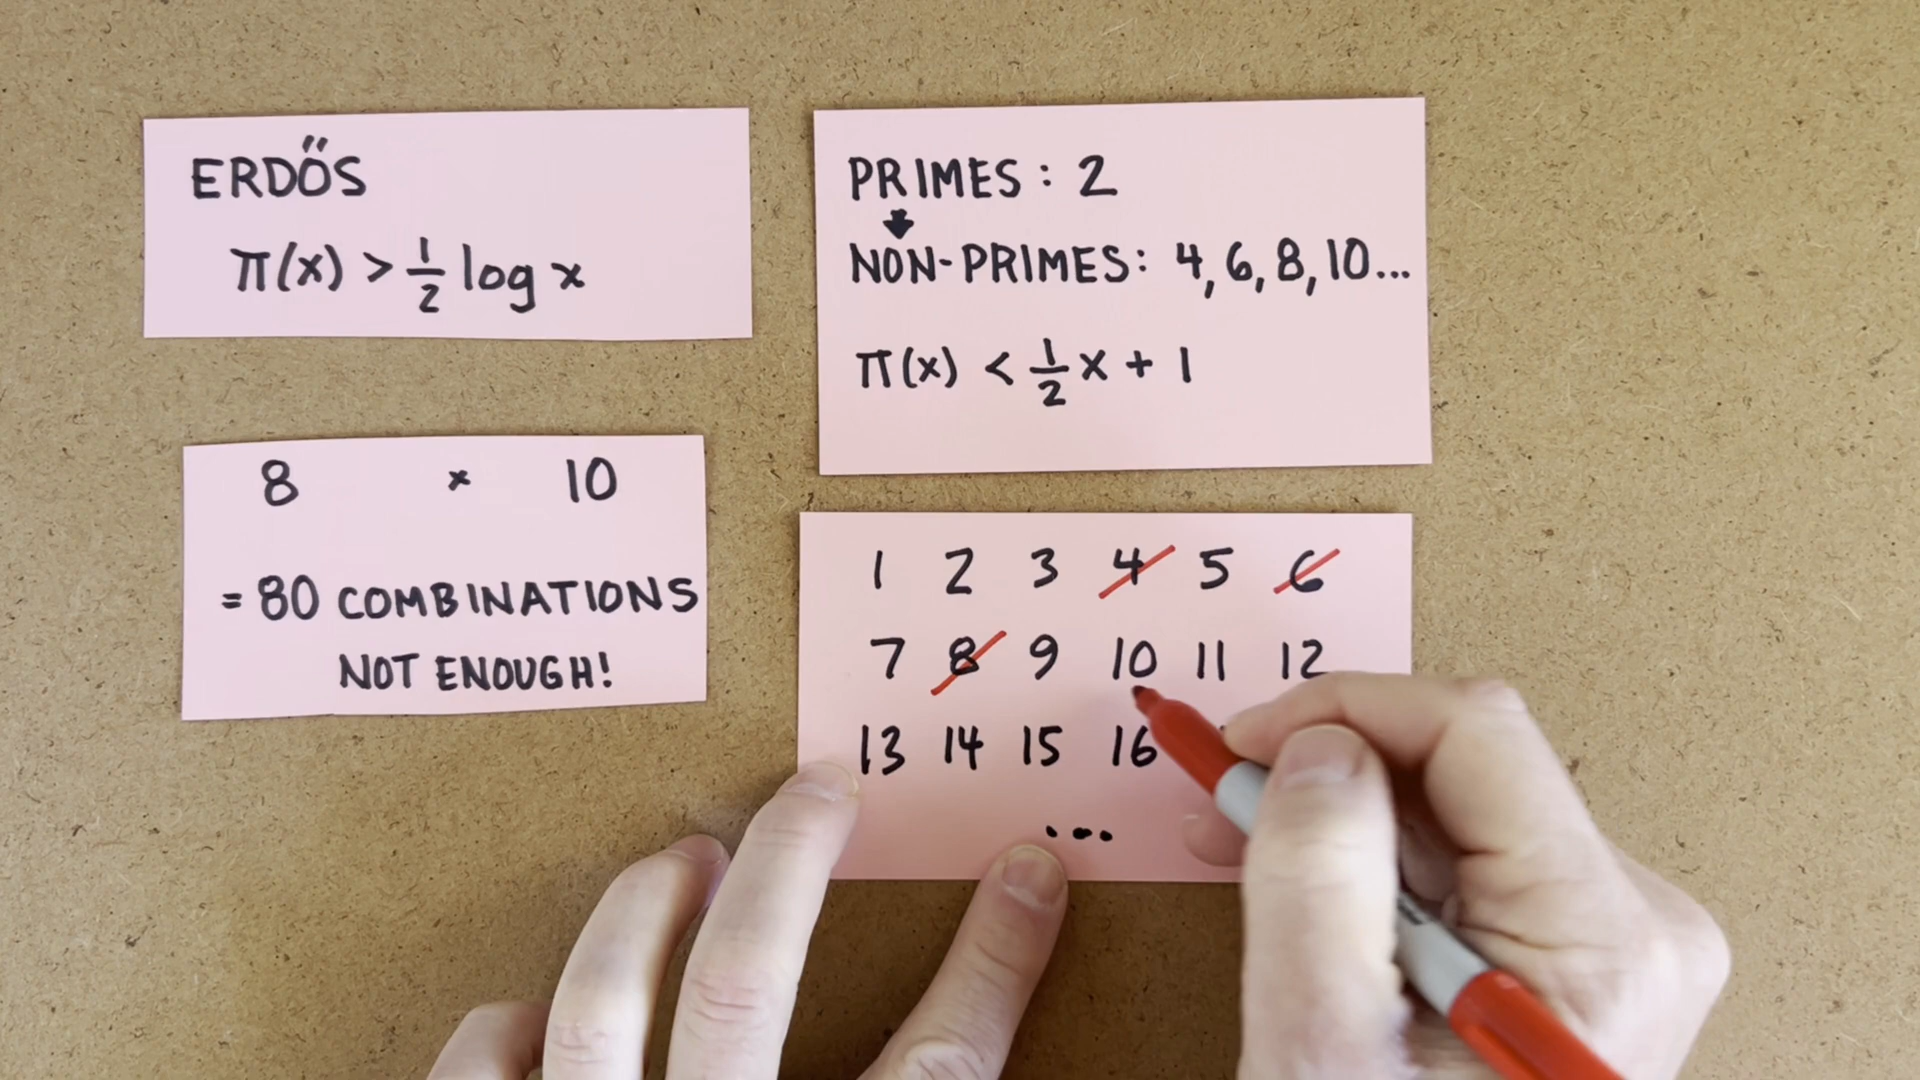 ERDŐS
π(x) > 1/2 log x
8 × 10
= 80 COMBINATIONS
NOT ENOUGH!
PRIMES : 2
NON-PRIMES: 4, 6, 8, 10...
π(x) < 1/2 x + 1
1 2 3 4 5 6
7 8 9 10 11 12
13 14 15 16
...